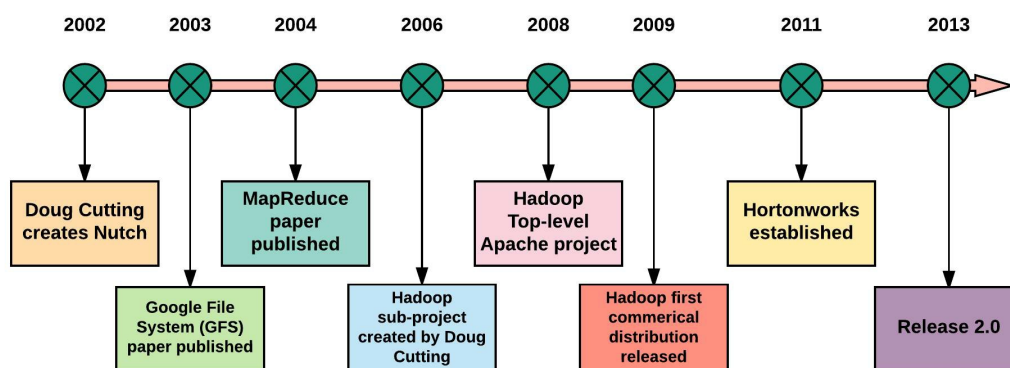 2002
2003
2004
2006
2008
2009
2011
2013
Doug Cutting
creates Nutch
Google File
System (GFS)
paper published
MapReduce
paper
published
Hadoop
sub-project
created by Doug
Cutting
Hadoop
Top-level
Apache project
Hadoop first
commerical
distribution
released
Hortonworks
established
Release 2.0